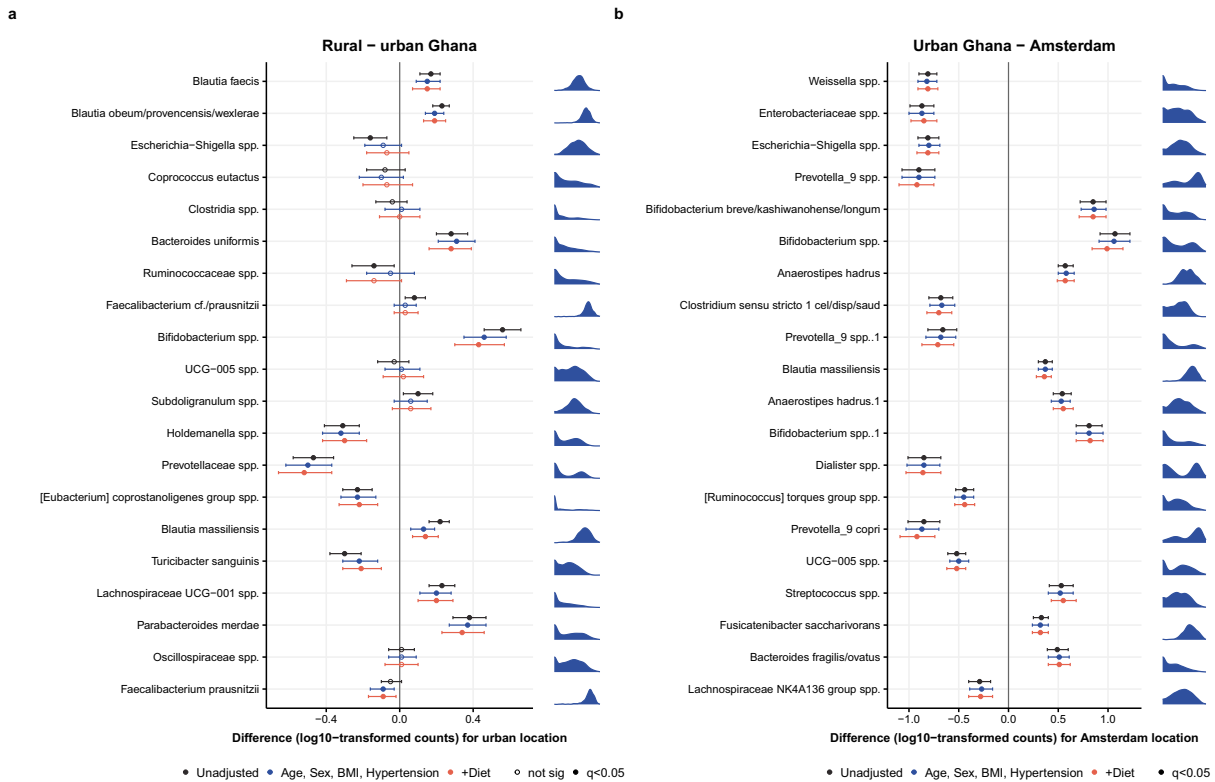 a
Rural − urban Ghana
Blautia faecis
Blautia obeum/provencensis/wexlerae
Escherichia−Shigella spp.
Coprococcus eutactus
Clostridia spp.
Bacteroides uniformis
Ruminococcaceae spp.
Faecalibacterium cf./prausnitzii
Bifidobacterium spp.
UCG−005 spp.
Subdoligranulum spp.
Holdemanella spp.
Prevotellaceae spp.
[Eubacterium] coprostanoligenes group spp.
Blautia massiliensis
Turicibacter sanguinis
Lachnospiraceae UCG−001 spp.
Parabacteroides merdae
Oscillospiraceae spp.
Faecalibacterium prausnitzii
−0.4 0.0 0.4
Difference (log10−transformed counts) for urban location
Unadjusted Age, Sex, BMI, Hypertension +Diet not sig q<0.05
b
Urban Ghana − Amsterdam
Weissella spp.
Enterobacteriaceae spp.
Escherichia−Shigella spp.
Prevotella_9 spp.
Bifidobacterium breve/kashiwanohense/longum
Bifidobacterium spp.
Anaerostipes hadrus
Clostridium sensu stricto 1 cel/disp/saud
Prevotella_9 spp..1
Blautia massiliensis
Anaerostipes hadrus.1
Bifidobacterium spp..1
Dialister spp.
[Ruminococcus] torques group spp.
Prevotella_9 copri
UCG−005 spp.
Streptococcus spp.
Fusicatenibacter saccharivorans
Bacteroides fragilis/ovatus
Lachnospiraceae NK4A136 group spp.
−1.0 −0.5 0.0 0.5 1.0
Difference (log10−transformed counts) for Amsterdam location
Unadjusted Age, Sex, BMI, Hypertension +Diet q<0.05